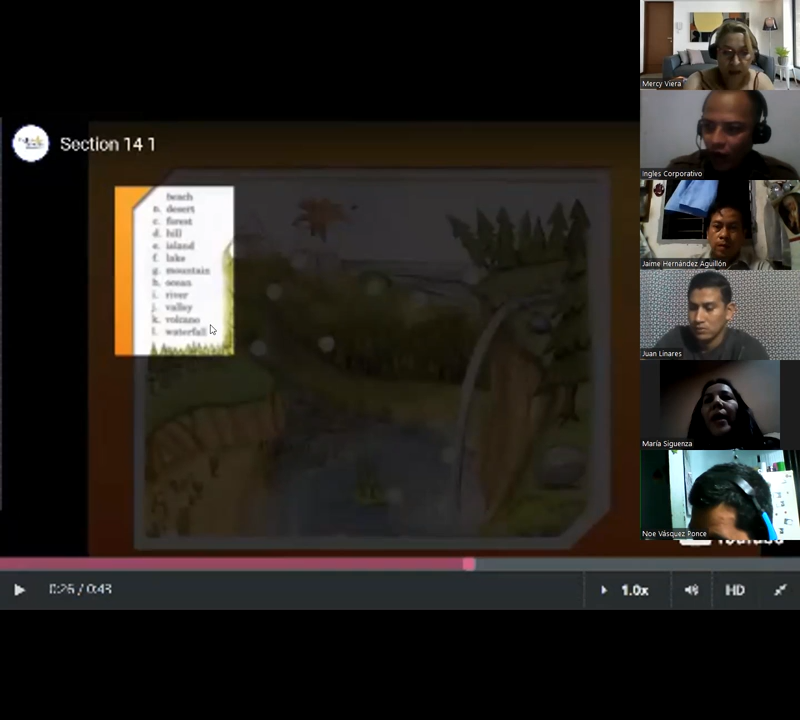 Section 14 1
beach
n. desert
c. forest
d. hill
e. island
f. lake
g. mountain
h. ocean
i. river
j. valley
k. volcano
l. waterfall
0:26 / 0:43
1.0x
HD
Mercy Viera
Ingles Corporativo
Jaime Hernández Aguillón
Juan Linares
María Siguenza
Noe Vásquez Ponce